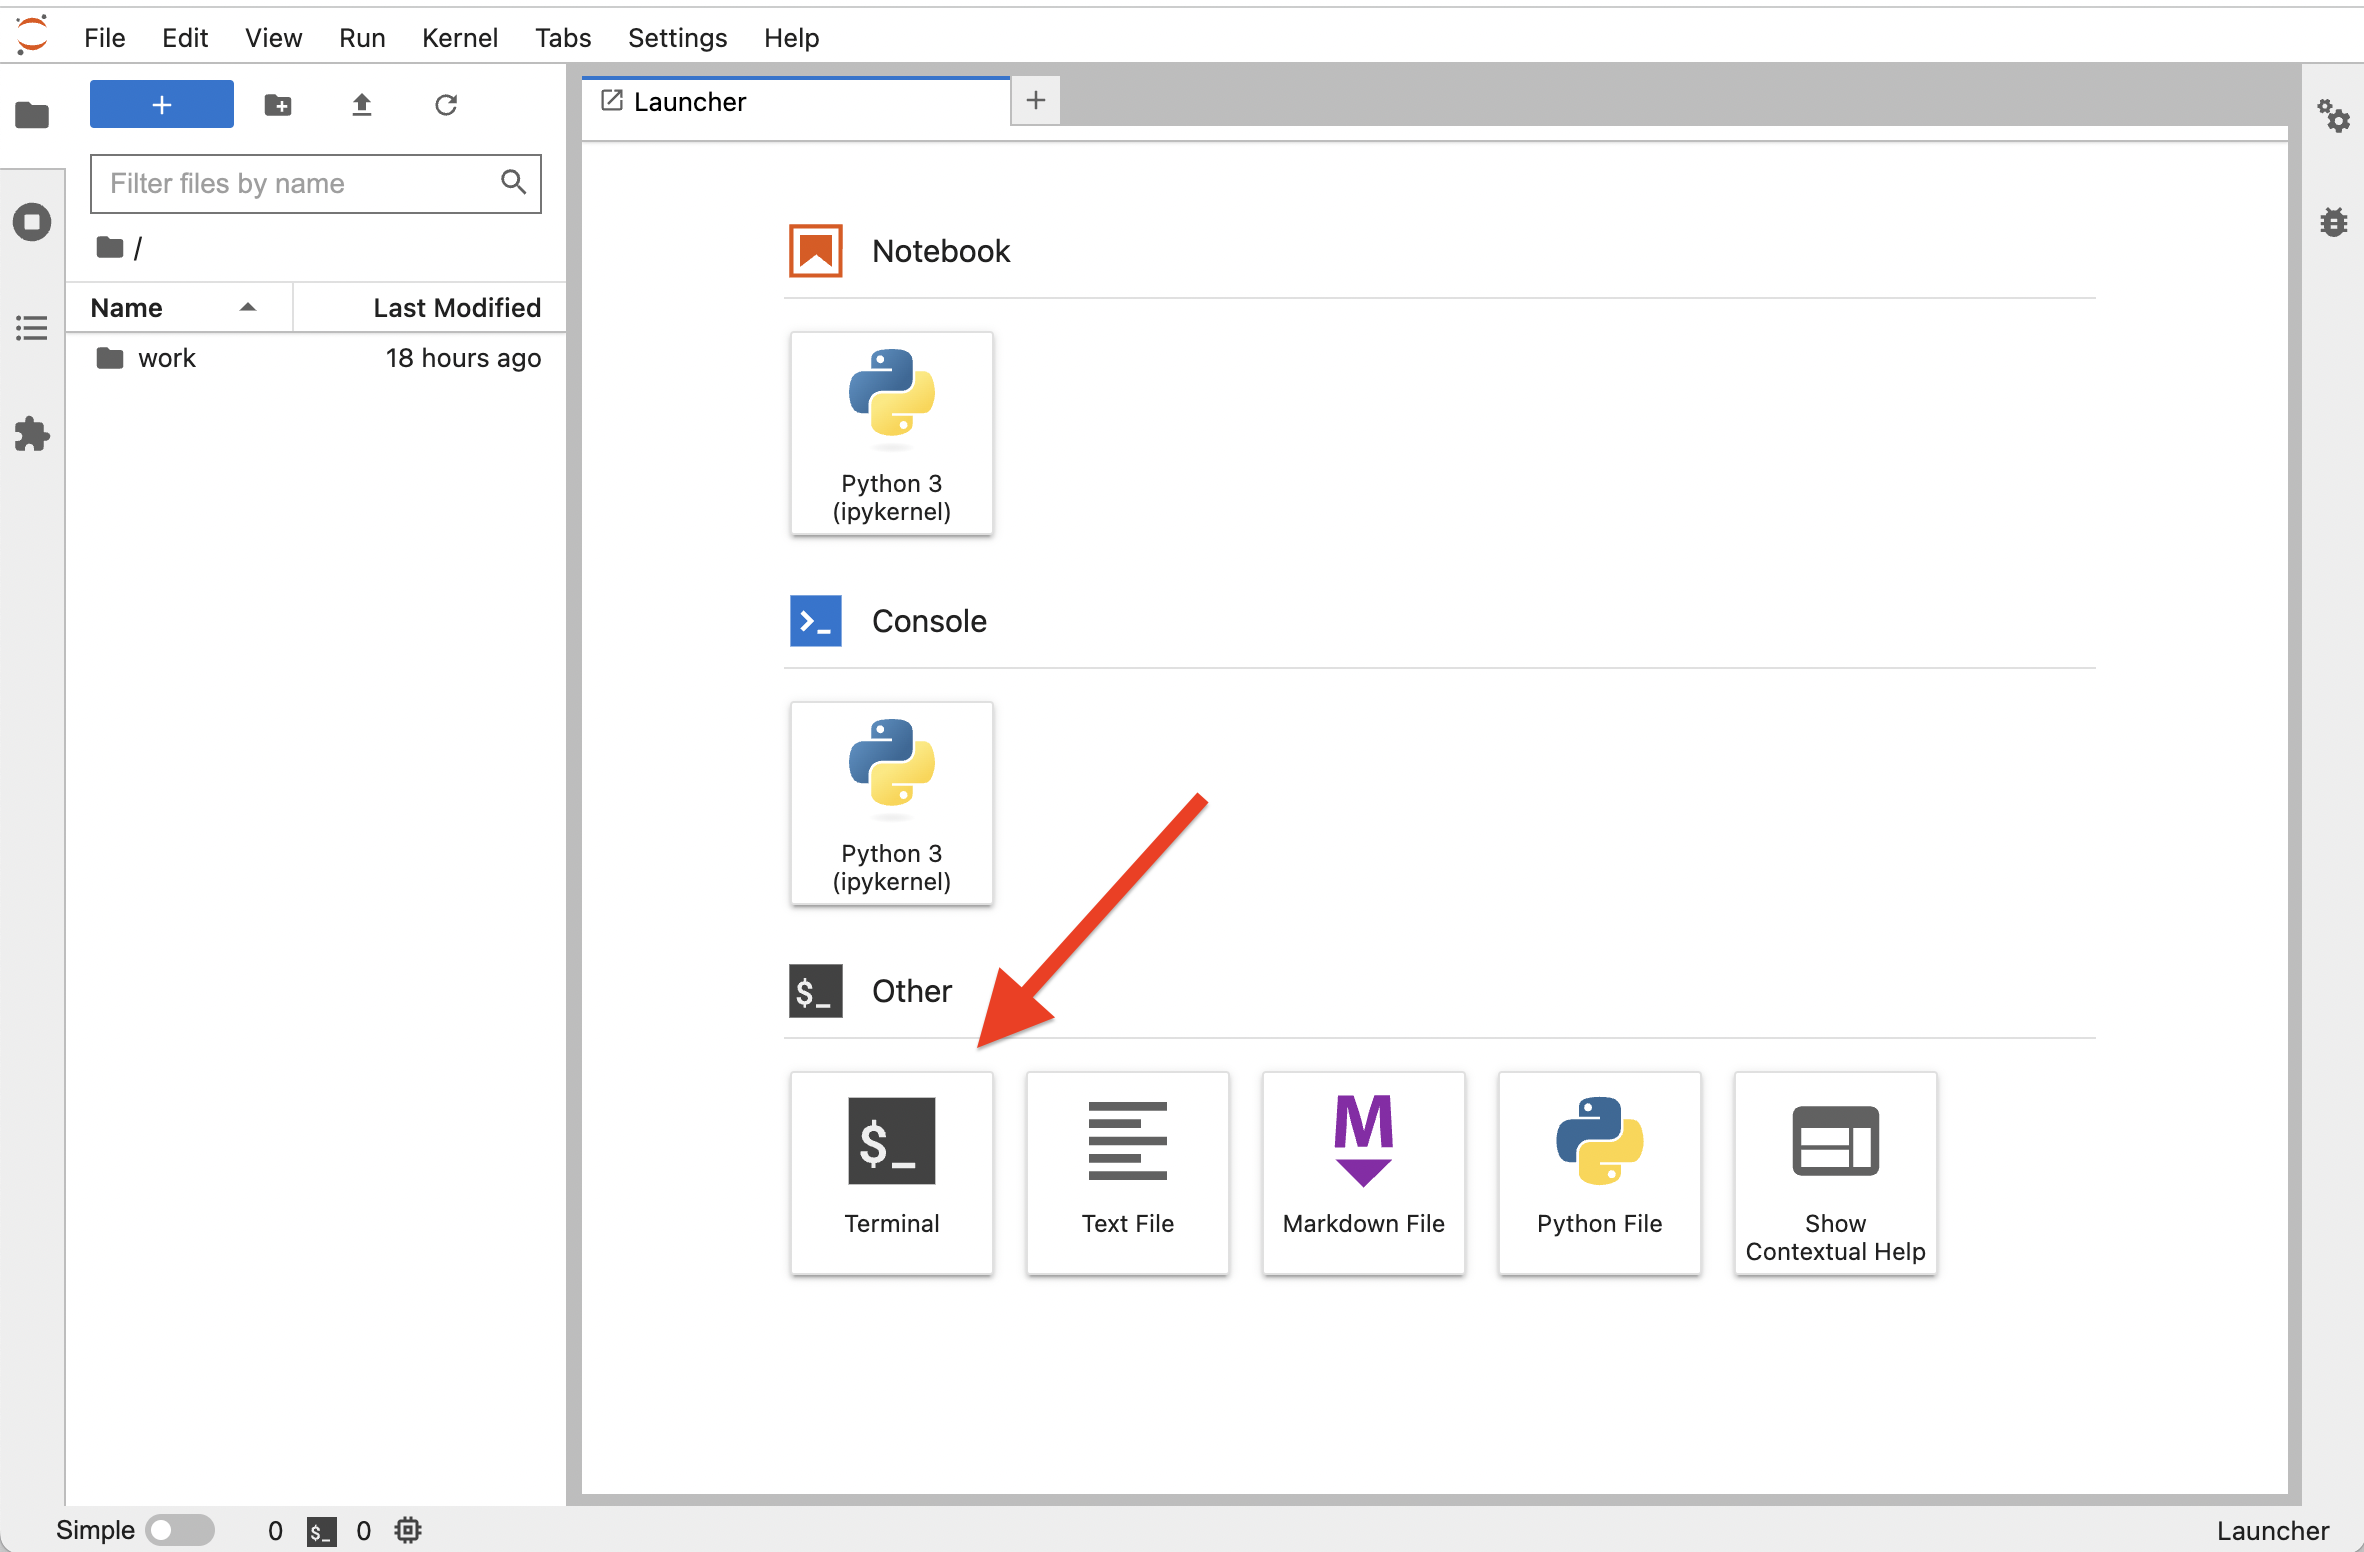 File Edit View Run Kernel Tabs Settings Help
+
Launcher
+
Filter files by name
/
Name Last Modified
work 18 hours ago
Notebook
Python 3
(ipykernel)
>_ Console
Python 3
(ipykernel)
$_ Other
$_
Terminal
Text File
M
Markdown File
Python File
Show
Contextual Help
Simple 0 $_ 0
Launcher